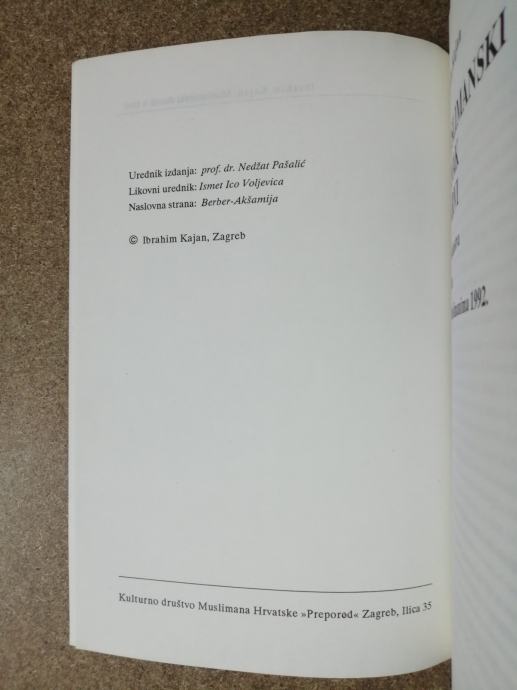 Urednik izdanja: prof. dr. Nedžat Pašalić
Likovni urednik: Ismet Ico Voljevica
Naslovna strana: Berber-Akšamija
© Ibrahim Kajan, Zagreb
Kulturno društvo Muslimana Hrvatske »Preporod« Zagreb, Ilica 35
1992.